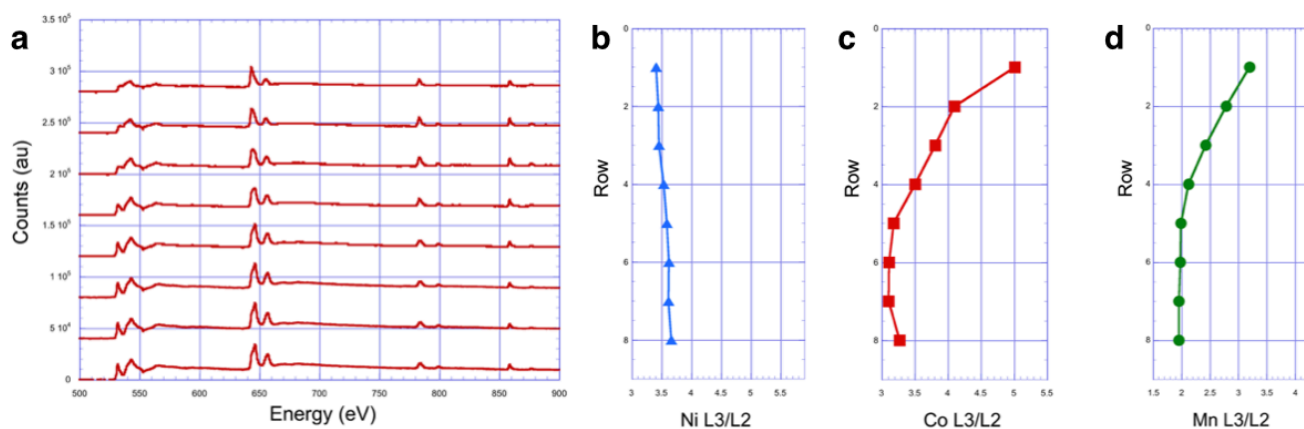 a
3.5 10⁵
3 10⁵
2.5 10⁵
2 10⁵
1.5 10⁵
1 10⁵
5 10⁴
0
Counts (au)
500 550 600 650 700 750 800 850 900
Energy (eV)
b
0
2
4
6
8
Row
3 3.5 4 4.5 5 5.5
Ni L3/L2
c
0
2
4
6
8
Row
3 3.5 4 4.5 5 5.5
Co L3/L2
d
0
2
4
6
8
Row
1.5 2 2.5 3 3.5 4
Mn L3/L2